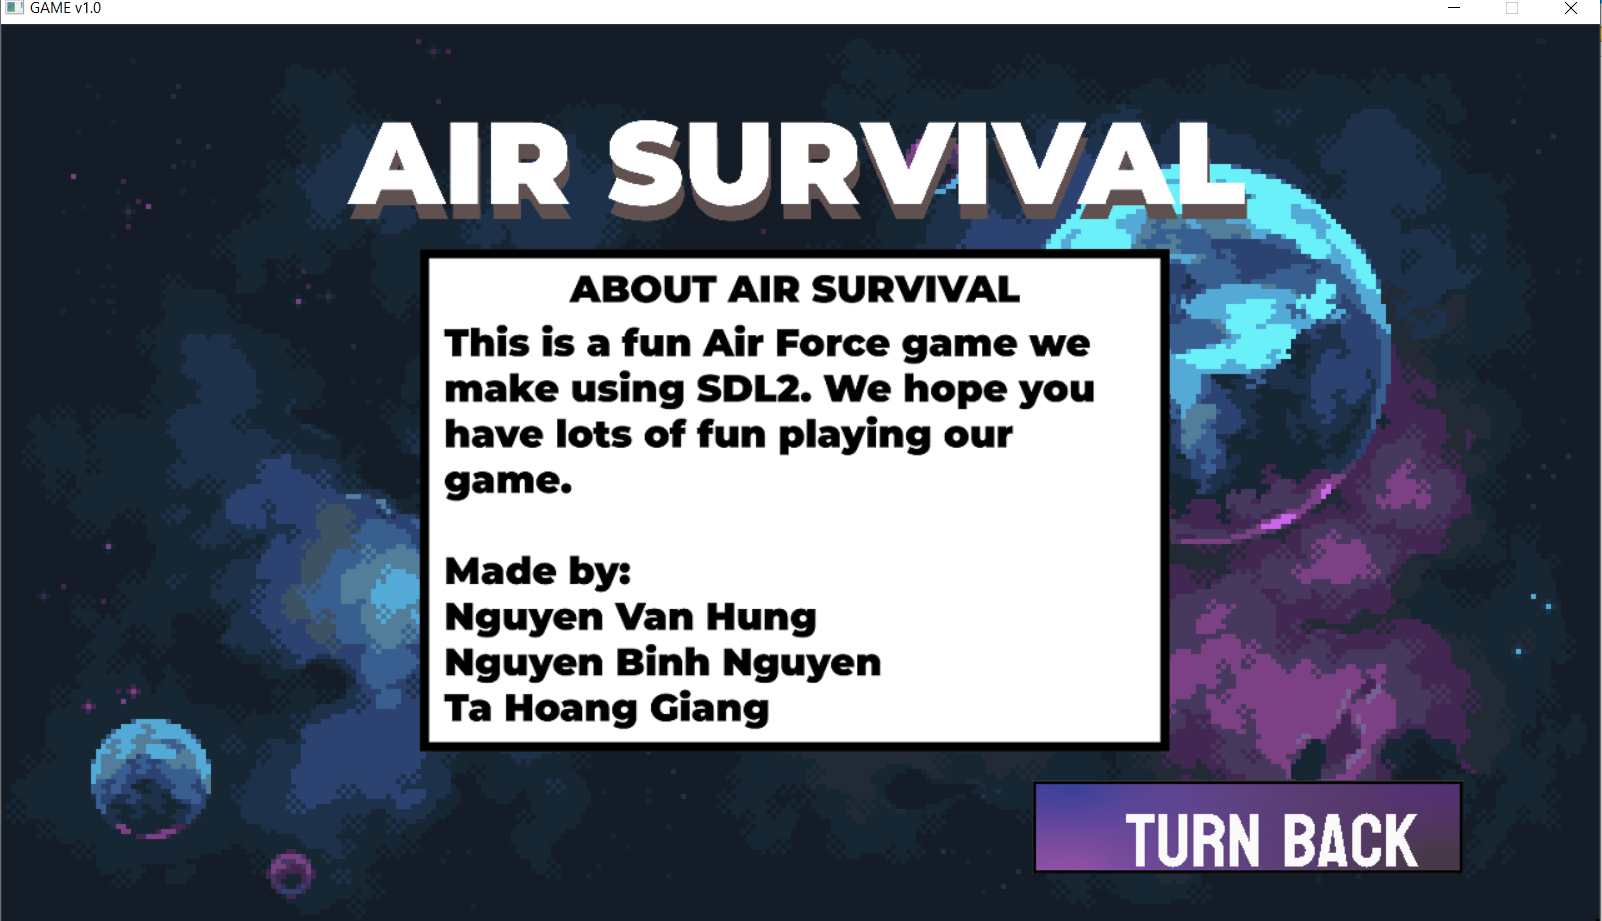 GAME v1.0
AIR SURVIVAL
ABOUT AIR SURVIVAL
This is a fun Air Force game we
make using SDL2. We hope you
have lots of fun playing our
game.
Made by:
Nguyen Van Hung
Nguyen Binh Nguyen
Ta Hoang Giang
TURN BACK